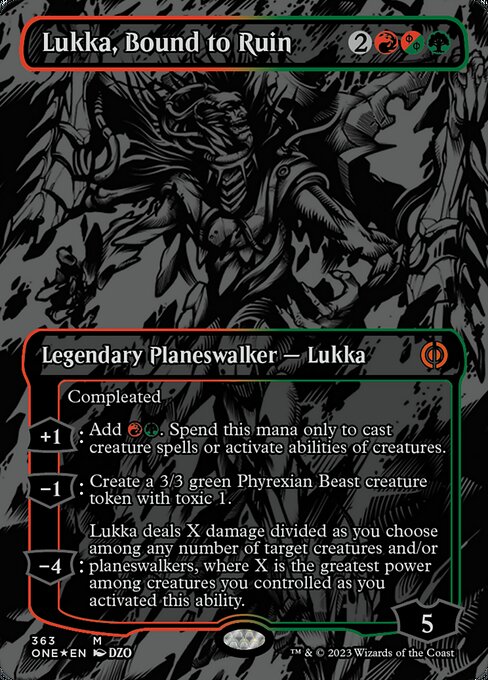 Lukka, Bound to Ruin 2
Legendary Planeswalker — Lukka
Compleated
+1 : Add . Spend this mana only to cast
creature spells or activate abilities of creatures.
−1 : Create a 3/3 green Phyrexian Beast creature
token with toxic 1.
Lukka deals X damage divided as you choose
among any number of target creatures and/or
−4 : planeswalkers, where X is the greatest power
among creatures you controlled as you
activated this ability.
5
363 M
ONE★EN DZO
™ & © 2023 Wizards of the Coast